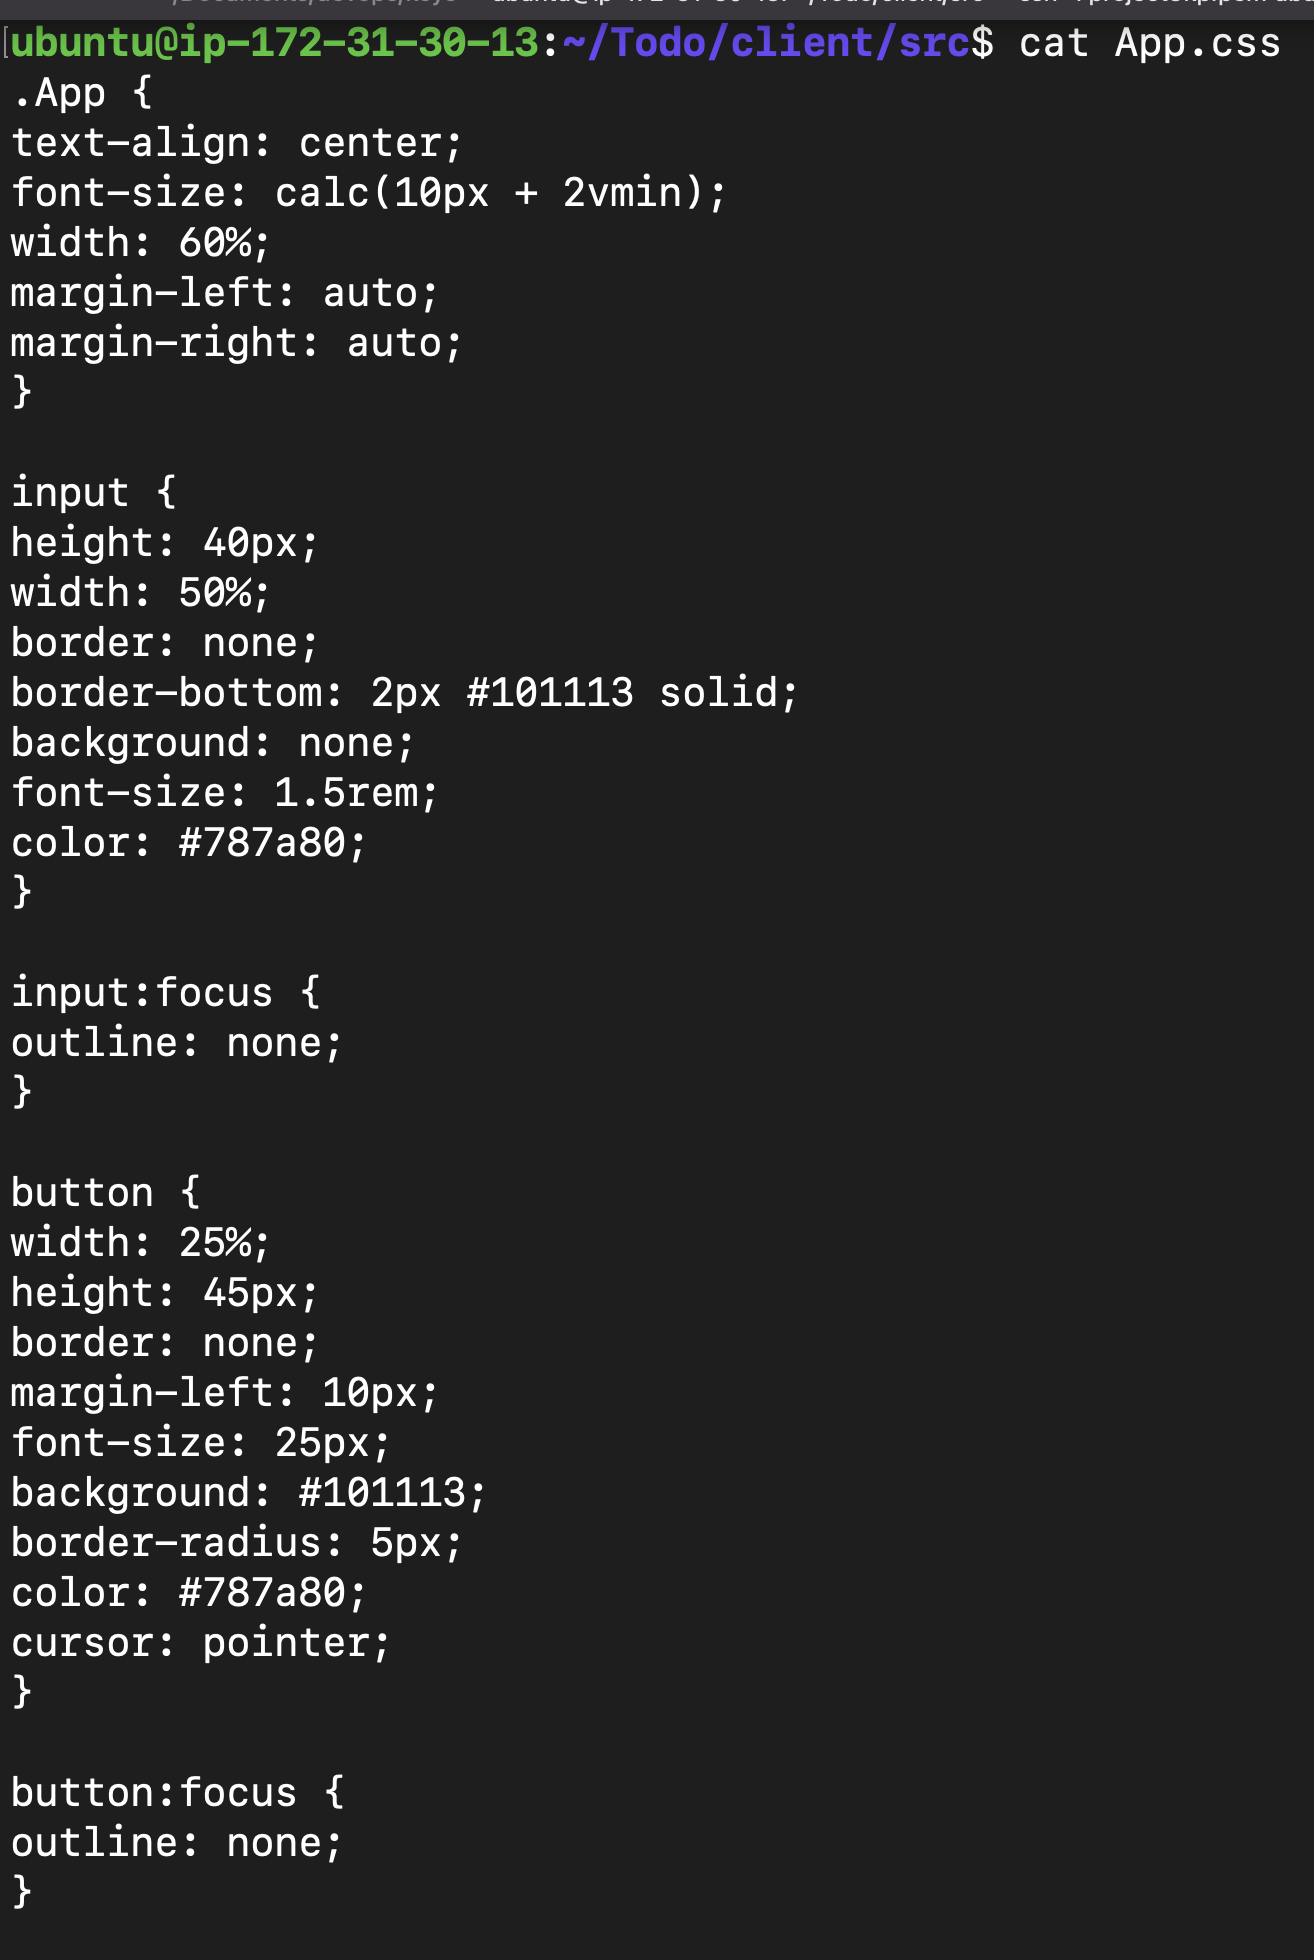 ubuntu@ip-172-31-30-13:~/Todo/client/src$ cat App.css
.App {
text-align: center;
font-size: calc(10px + 2vmin);
width: 60%;
margin-left: auto;
margin-right: auto;
}

input {
height: 40px;
width: 50%;
border: none;
border-bottom: 2px #101113 solid;
background: none;
font-size: 1.5rem;
color: #787a80;
}

input:focus {
outline: none;
}

button {
width: 25%;
height: 45px;
border: none;
margin-left: 10px;
font-size: 25px;
background: #101113;
border-radius: 5px;
color: #787a80;
cursor: pointer;
}

button:focus {
outline: none;
}